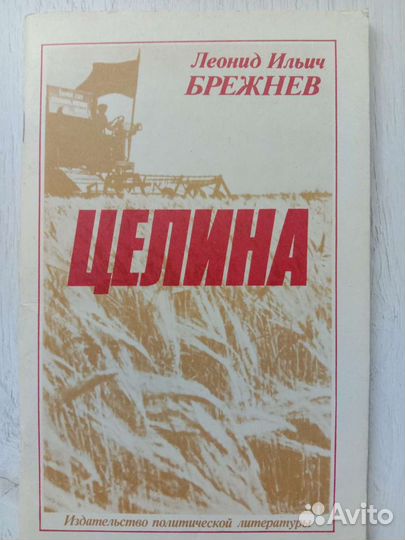 Леонид Ильич
БРЕЖНЕВ
ЦЕЛИНА
Издательство политической литературы
Avito